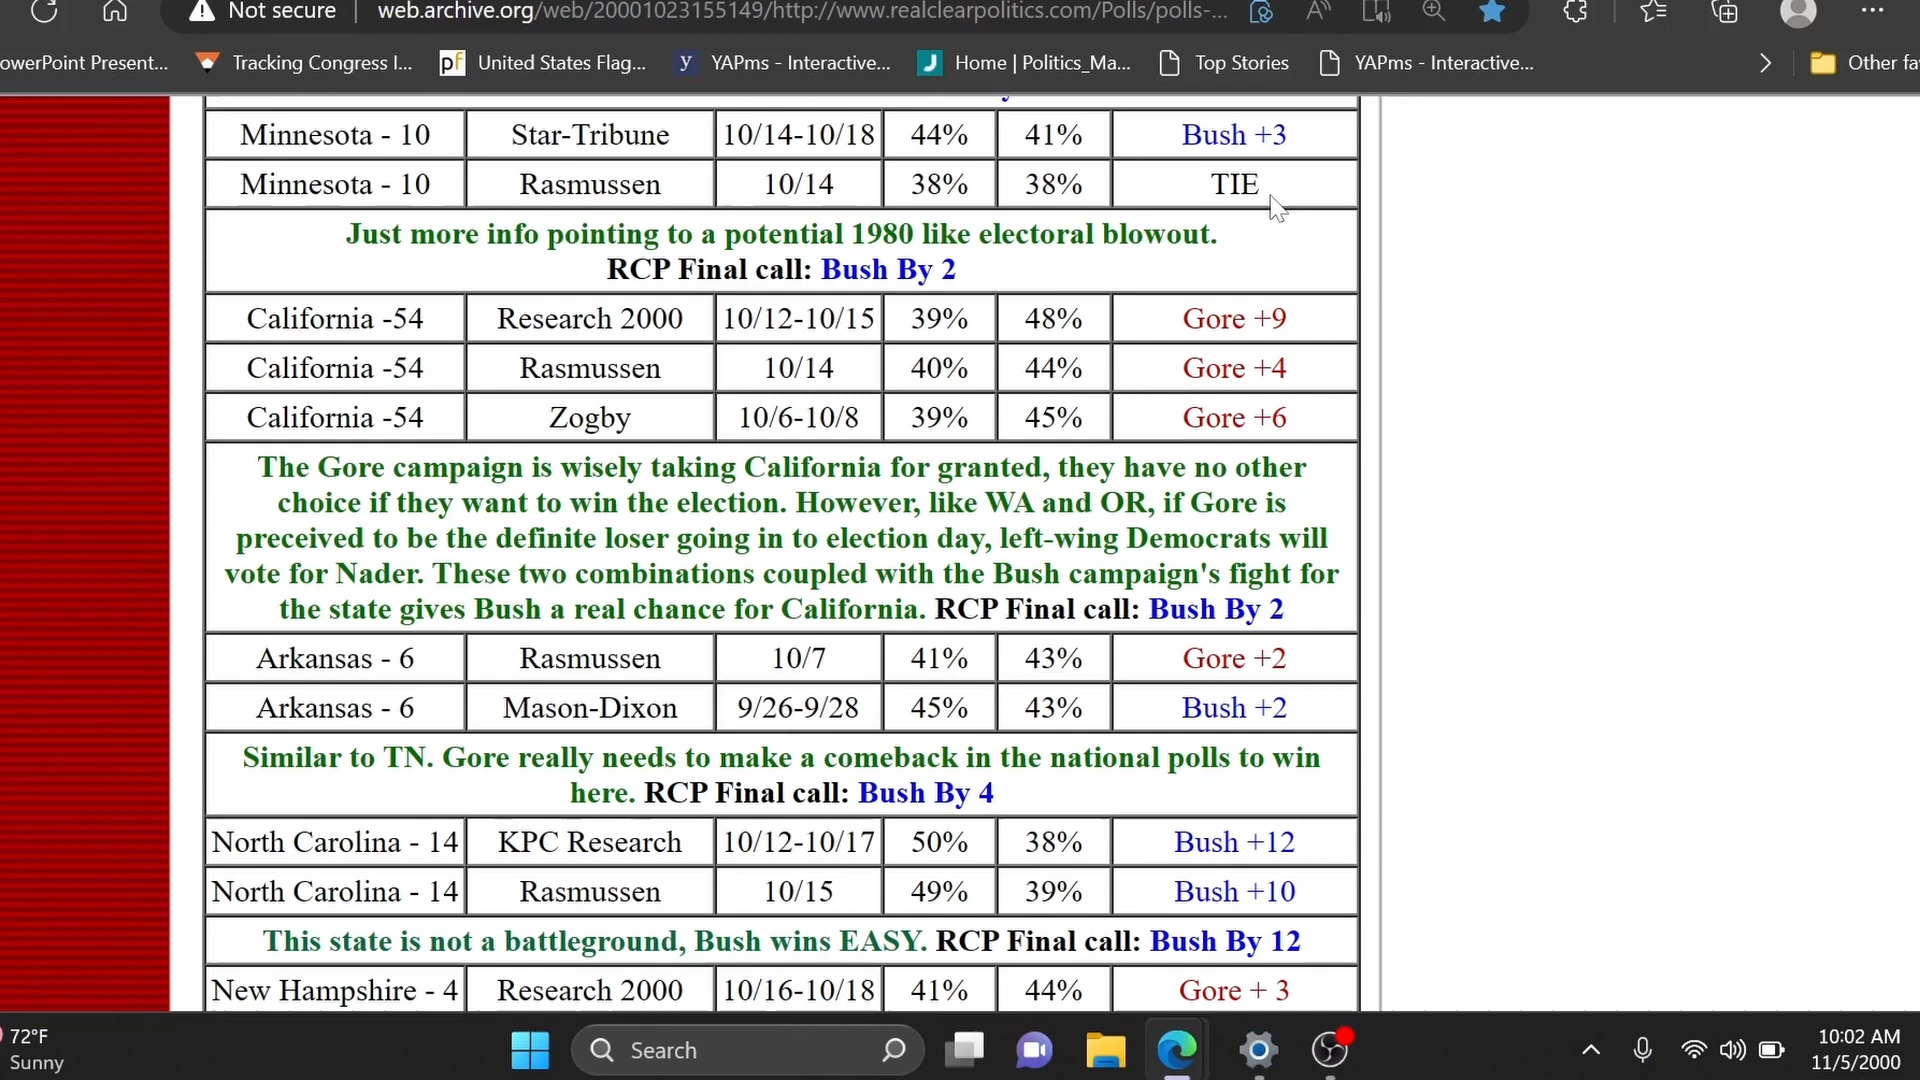 Not secure
web.archive.org/web/20001023155149/http://www.realclearpolitics.com/Polls/polls-...
owerPoint Present...
Tracking Congress I...
pf
United States Flag...
y
YAPms - Interactive...
J
Home | Politics_Ma...
Top Stories
YAPms - Interactive...
Other fa
Minnesota - 10 Star-Tribune 10/14-10/18 44% 41% Bush +3
Minnesota - 10 Rasmussen 10/14 38% 38% TIE
Just more info pointing to a potential 1980 like electoral blowout.
RCP Final call: Bush By 2
California -54 Research 2000 10/12-10/15 39% 48% Gore +9
California -54 Rasmussen 10/14 40% 44% Gore +4
California -54 Zogby 10/6-10/8 39% 45% Gore +6
The Gore campaign is wisely taking California for granted, they have no other
choice if they want to win the election. However, like WA and OR, if Gore is
preceived to be the definite loser going in to election day, left-wing Democrats will
vote for Nader. These two combinations coupled with the Bush campaign's fight for
the state gives Bush a real chance for California. RCP Final call: Bush By 2
Arkansas - 6 Rasmussen 10/7 41% 43% Gore +2
Arkansas - 6 Mason-Dixon 9/26-9/28 45% 43% Bush +2
Similar to TN. Gore really needs to make a comeback in the national polls to win
here. RCP Final call: Bush By 4
North Carolina - 14 KPC Research 10/12-10/17 50% 38% Bush +12
North Carolina - 14 Rasmussen 10/15 49% 39% Bush +10
This state is not a battleground, Bush wins EASY. RCP Final call: Bush By 12
New Hampshire - 4 Research 2000 10/16-10/18 41% 44% Gore + 3
72°F
Sunny
Search
10:02 AM
11/5/2000